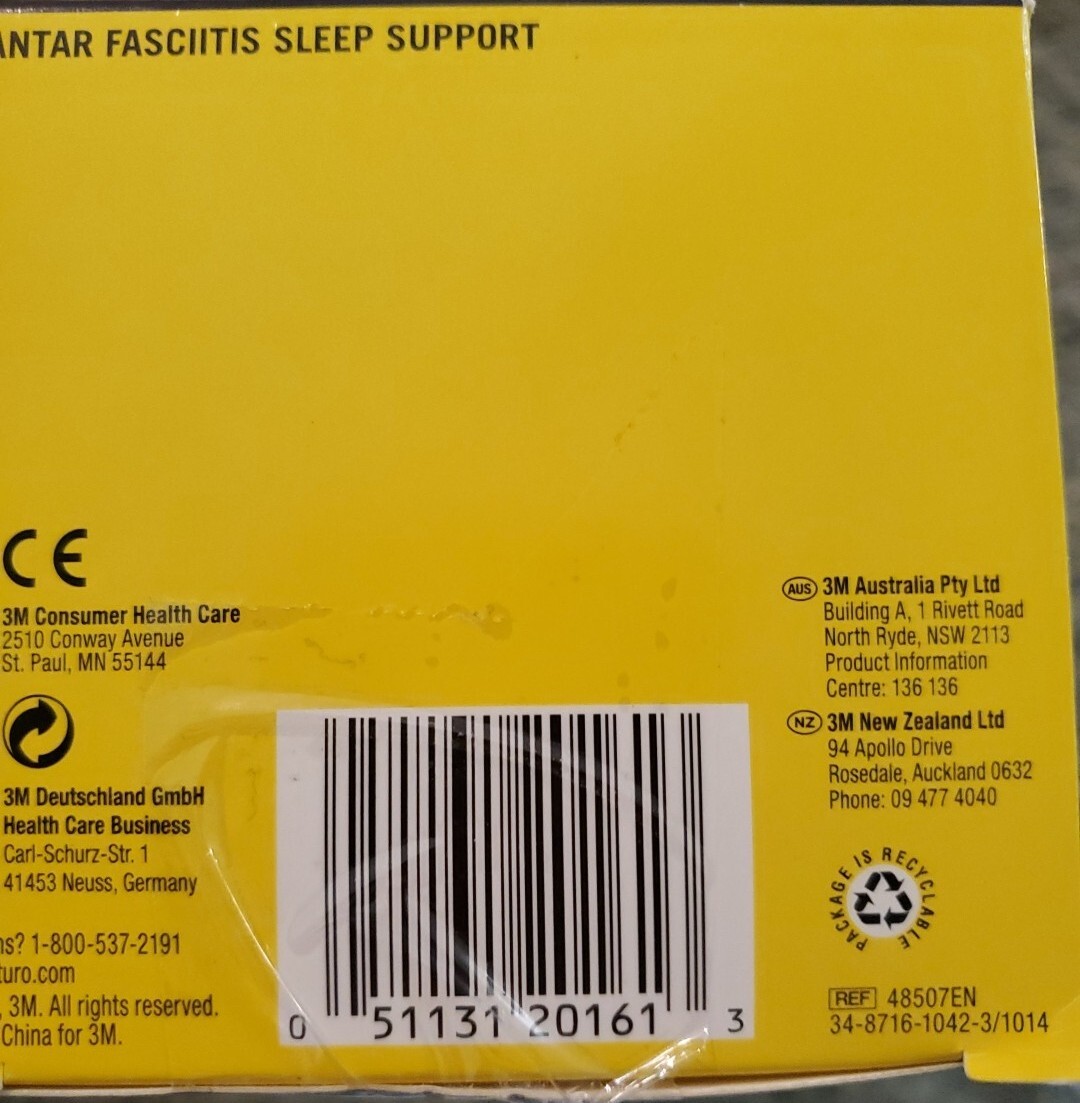 ANTAR FASCIITIS SLEEP SUPPORT
CE
3M Consumer Health Care
2510 Conway Avenue
St. Paul, MN 55144
3M Deutschland GmbH
Health Care Business
Carl-Schurz-Str. 1
41453 Neuss, Germany
ns? 1-800-537-2191
turo.com
, 3M. All rights reserved.
China for 3M.
0 51131 20161 3
AUS 3M Australia Pty Ltd
Building A, 1 Rivett Road
North Ryde, NSW 2113
Product Information
Centre: 136 136
NZ 3M New Zealand Ltd
94 Apollo Drive
Rosedale, Auckland 0632
Phone: 09 477 4040
PACKAGE IS RECYCLABLE
REF 48507EN
34-8716-1042-3/1014